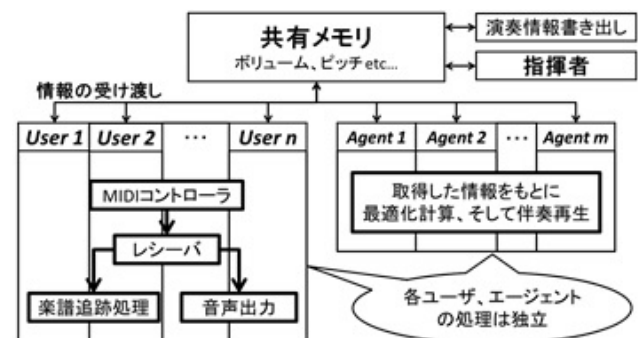 共有メモリ
ボリューム、ピッチetc...
演奏情報書き出し
指揮者
情報の受け渡し
User 1 User 2 ··· User n
Agent 1 Agent 2 ··· Agent m
MIDIコントローラ
レシーバ
楽譜追跡処理 音声出力
取得した情報をもとに
最適化計算、そして伴奏再生
各ユーザ、エージェント
の処理は独立